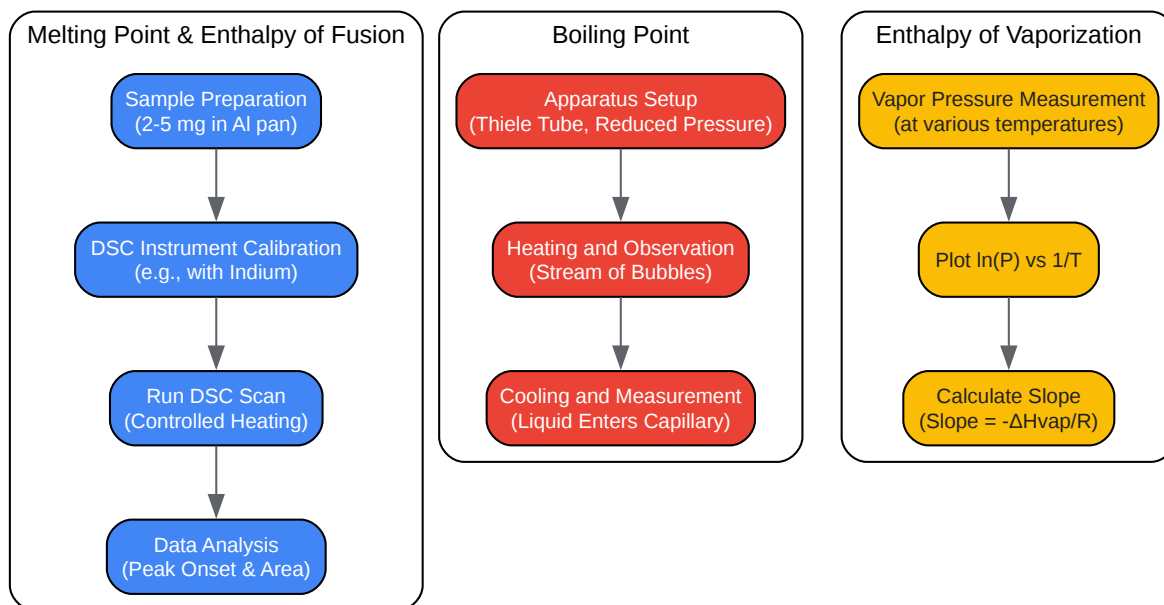 Melting Point & Enthalpy of Fusion
Sample Preparation
(2-5 mg in Al pan)
DSC Instrument Calibration
(e.g., with Indium)
Run DSC Scan
(Controlled Heating)
Data Analysis
(Peak Onset & Area)
Boiling Point
Apparatus Setup
(Thiele Tube, Reduced Pressure)
Heating and Observation
(Stream of Bubbles)
Cooling and Measurement
(Liquid Enters Capillary)
Enthalpy of Vaporization
Vapor Pressure Measurement
(at various temperatures)
Plot ln(P) vs 1/T
Calculate Slope
(Slope = -ΔHvap/R)